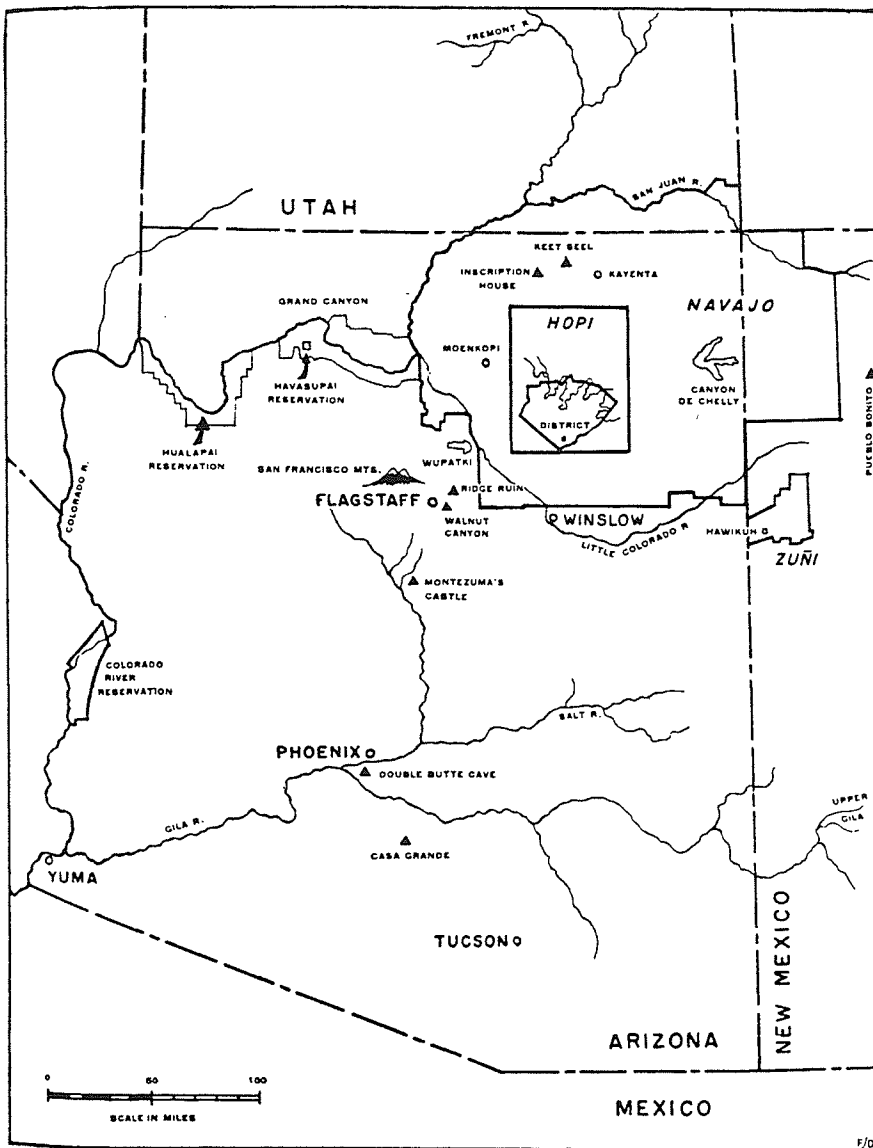 FREMONT R.
SAN JUAN R.
UTAH
KEET SEEL
INSCRIPTION
HOUSE
KAYENTA
GRAND CANYON
NAVAJO
HOPI
MOENKOPI
HAVASUPAI
RESERVATION
CANYON
DE CHELLY
PUEBLO BONITO
DISTRICT
HUALAPAI
RESERVATION
WUPATKI
SAN FRANCISCO MTS.
RIDGE RUIN
FLAGSTAFF
WALNUT
CANYON
WINSLOW
COLORADO R.
LITTLE COLORADO R
HAWIKUH
ZUÑI
MONTEZUMA'S
CASTLE
COLORADO
RIVER
RESERVATION
SALT R.
PHOENIX
DOUBLE BUTTE CAVE
UPPER
GILA
GILA R.
CASA GRANDE
YUMA
TUCSON
NEW MEXICO
ARIZONA
0 50 100
SCALE IN MILES
MEXICO